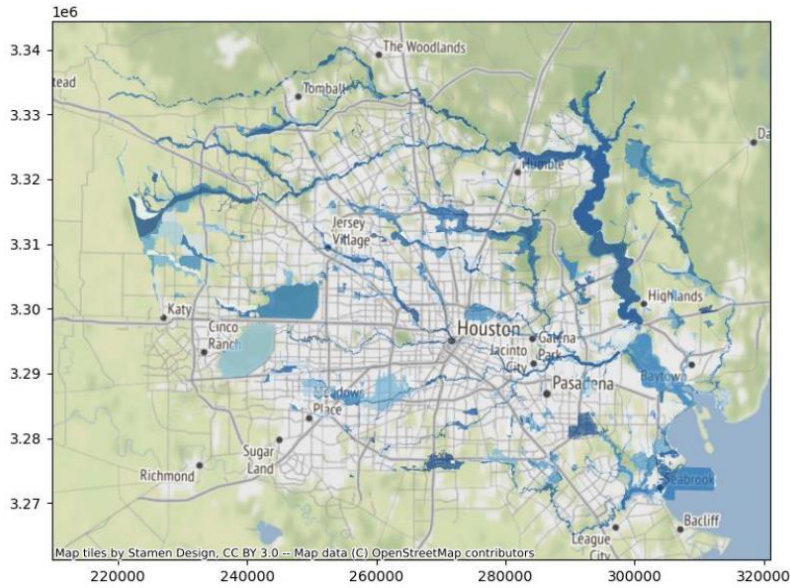 1e6
3.34
3.33
3.32
3.31
3.30
3.29
3.28
3.27
The Woodlands
tead
Tomball
Da
Humble
Jersey
Village
Highlands
Katy
Houston
Cinco
Ranch
Galena
Park
Jacinto
City
Baytown
Pasadena
Meadows
Place
Sugar
Land
Richmond
Seabrook
Bacliff
League
City
Map tiles by Stamen Design, CC BY 3.0 -- Map data (C) OpenStreetMap contributors
220000 240000 260000 280000 300000 320000